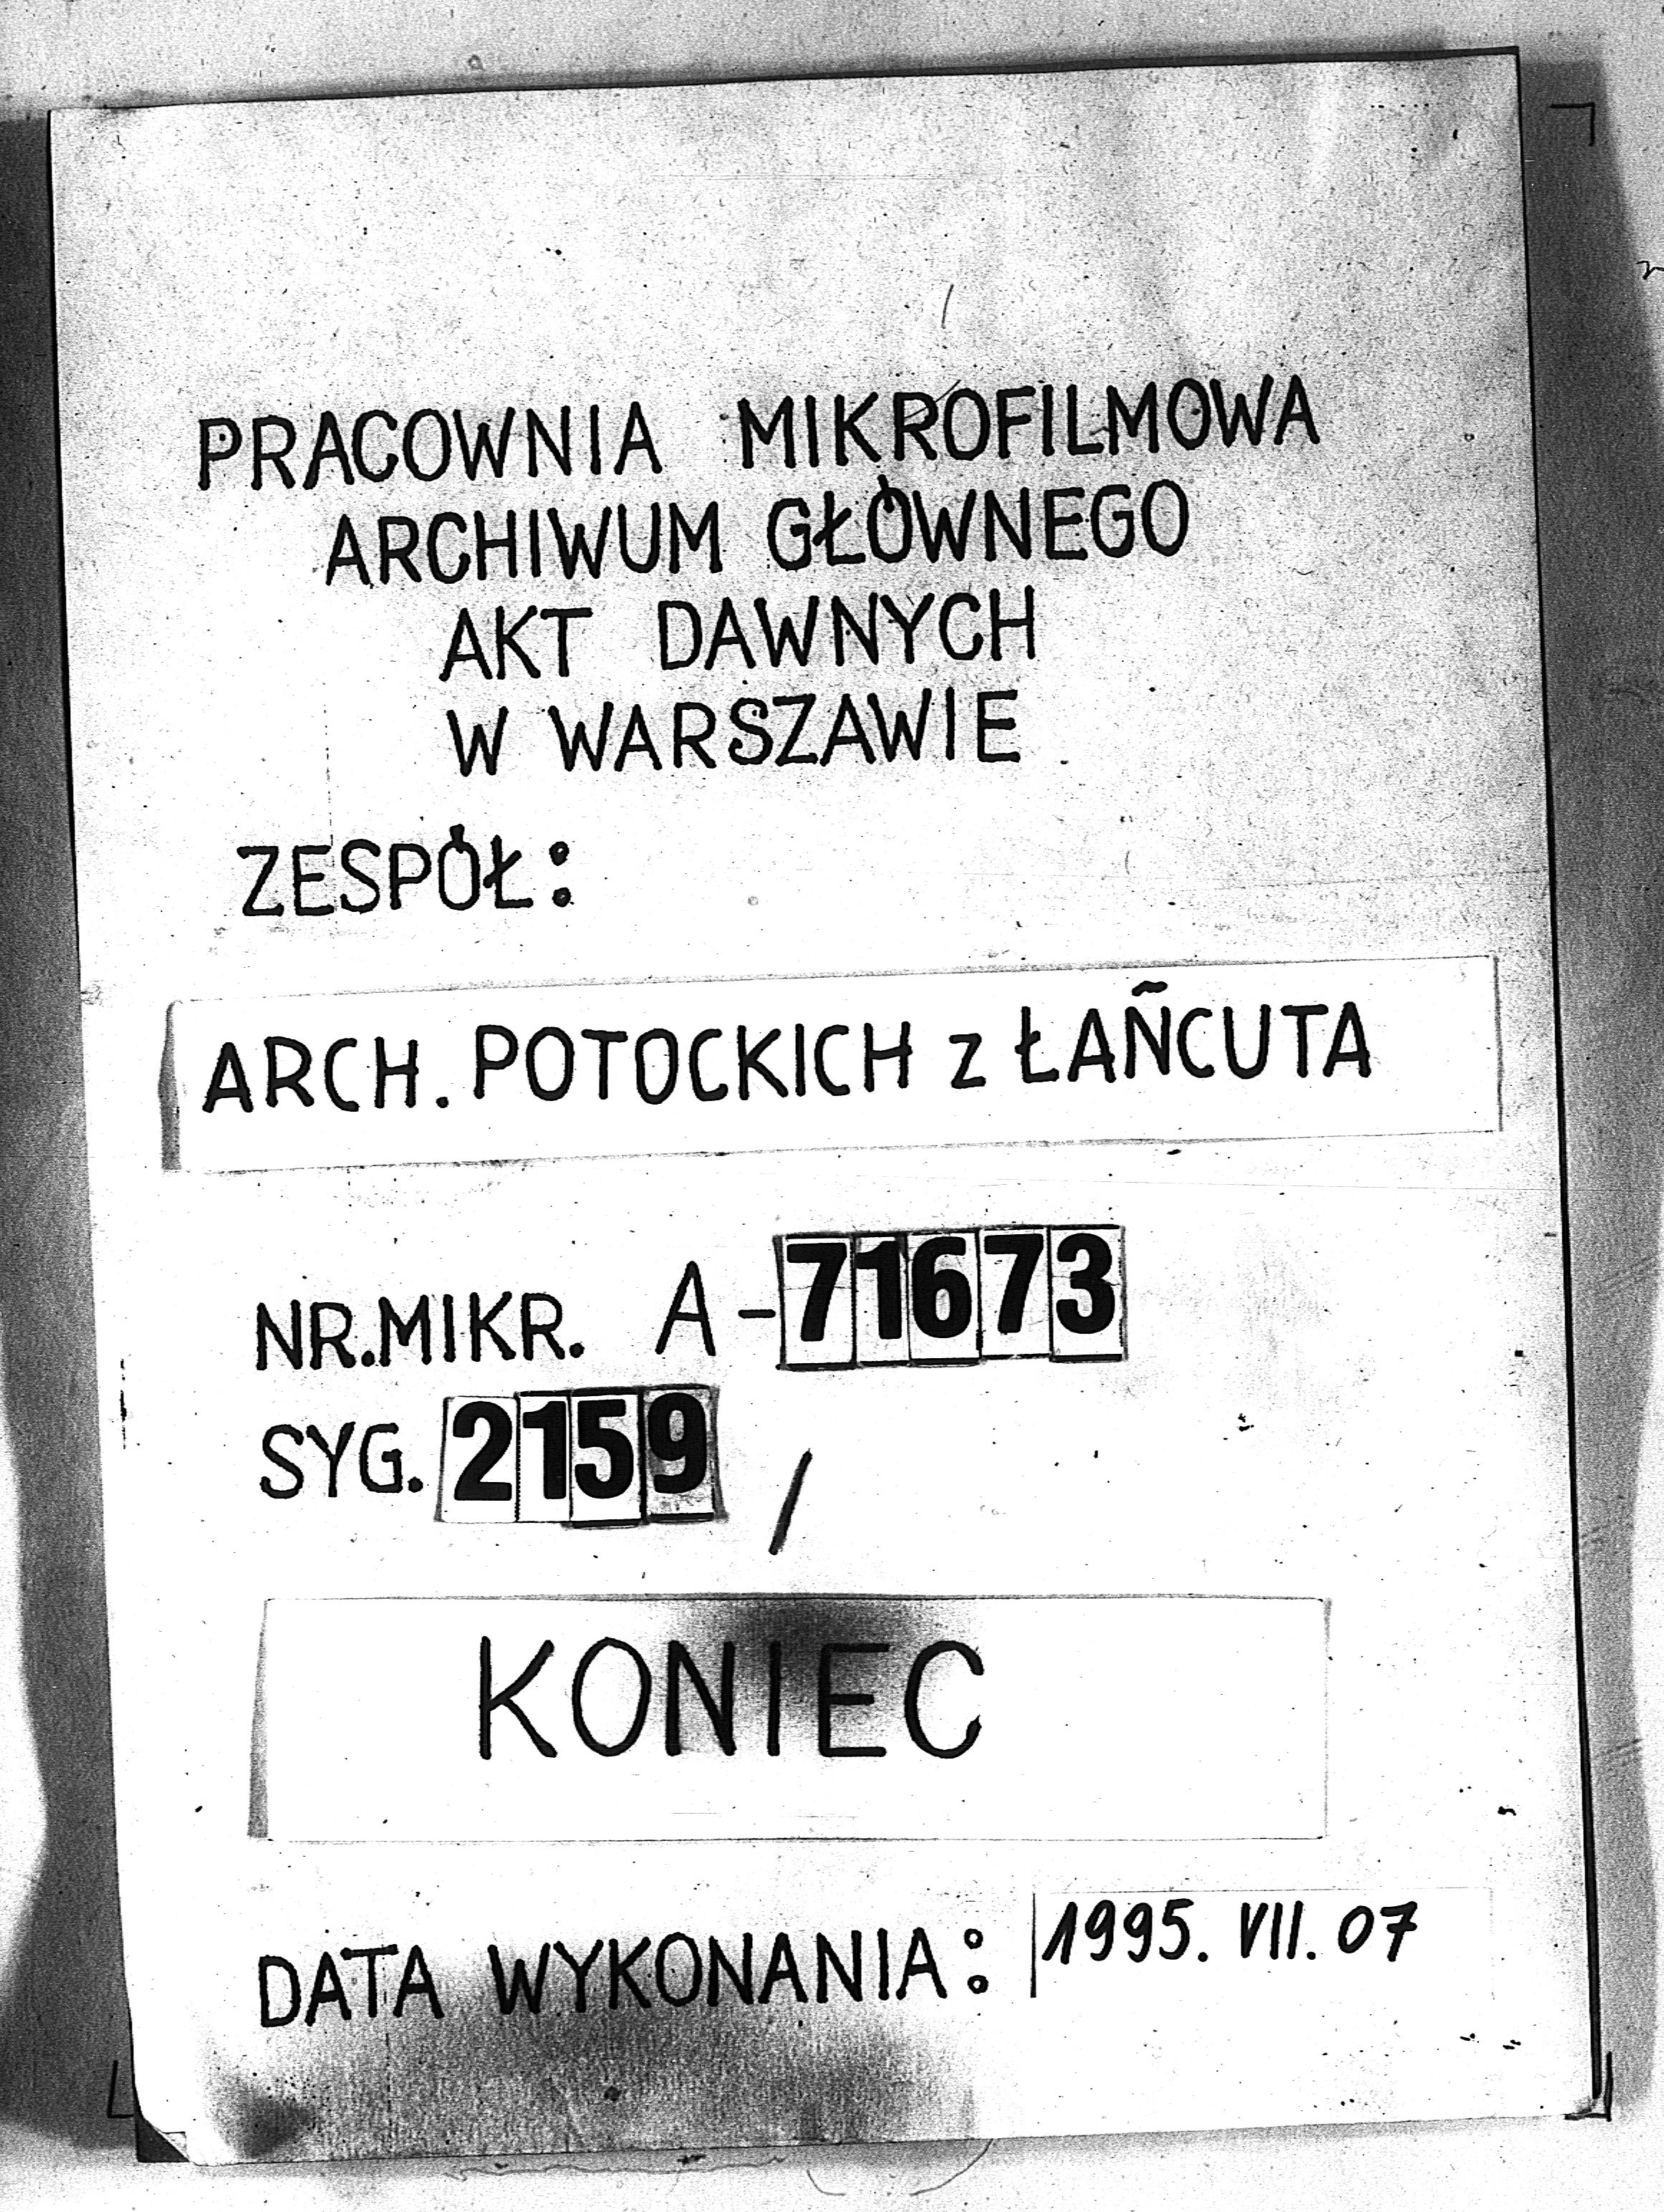 PRACOWNIA MIKROFILMOWA
ARCHIWUM GŁÓWNEGO
AKT DAWNYCH
W WARSZAWIE
ZESPÓŁ:
ARCH. POTOCKICH z ŁAŃCUTA
NR.MIKR. A-71673
SYG. 2159 /
KONIEC
DATA WYKONANIA: 1995. VII. 07